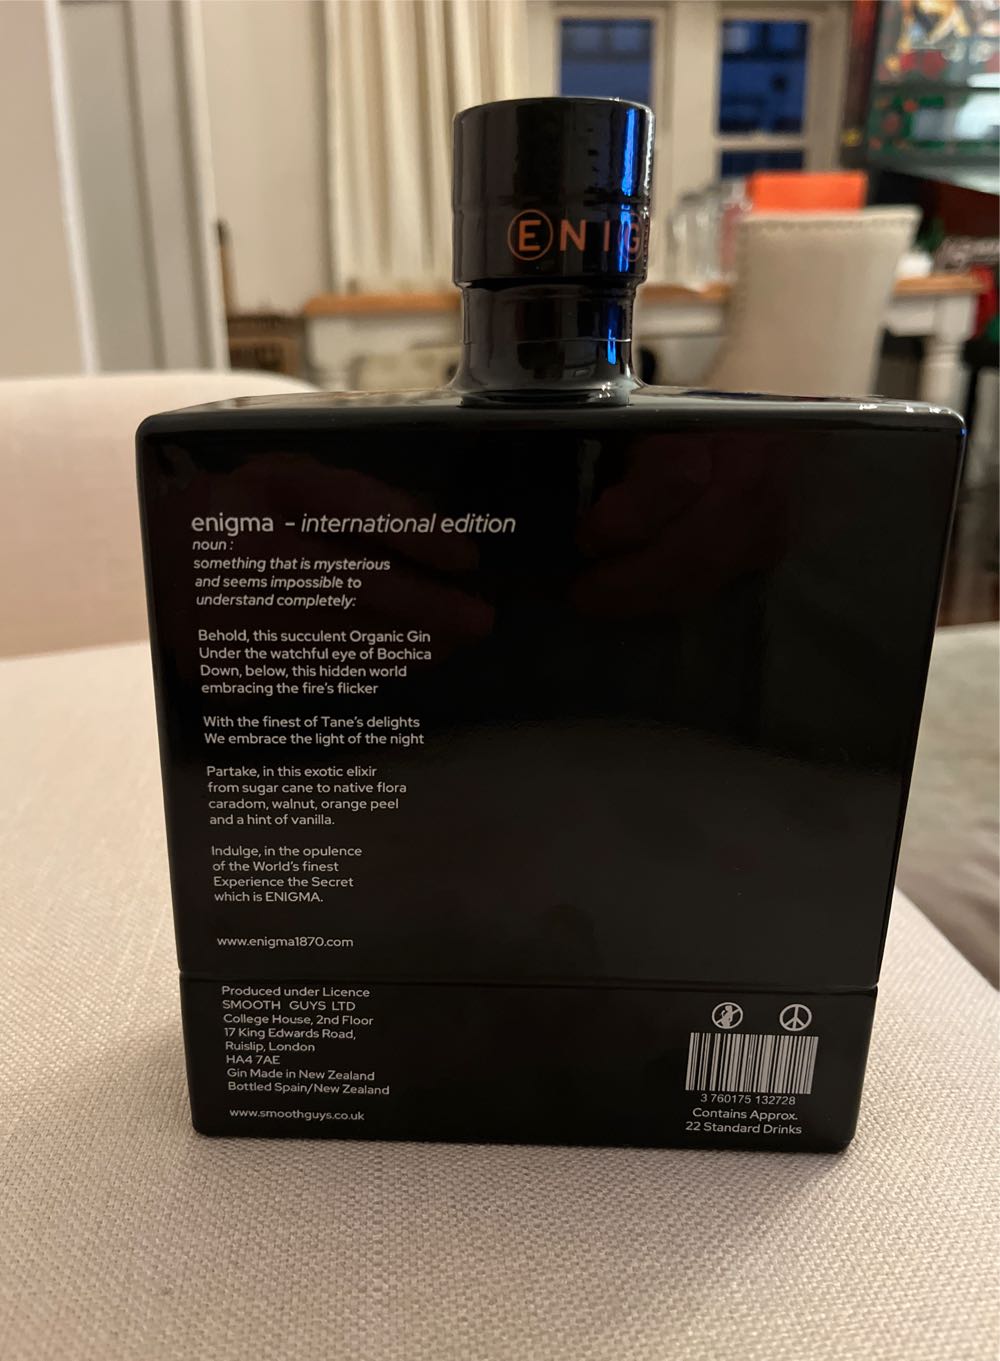 ENIG
enigma - international edition
noun :
something that is mysterious
and seems impossible to
understand completely:
Behold, this succulent Organic Gin
Under the watchful eye of Bochica
Down, below, this hidden world
embracing the fire's flicker
With the finest of Tane's delights
We embrace the light of the night
Partake, in this exotic elixir
from sugar cane to native flora
caradom, walnut, orange peel
and a hint of vanilla.
Indulge, in the opulence
of the World's finest
Experience the Secret
which is ENIGMA.
www.enigma1870.com
Produced under Licence
SMOOTH GUYS LTD
College House, 2nd Floor
17 King Edwards Road,
Ruislip, London
HA4 7AE
Gin Made in New Zealand
Bottled Spain/New Zealand
www.smoothguys.co.uk
3 760175 132728
Contains Approx.
22 Standard Drinks